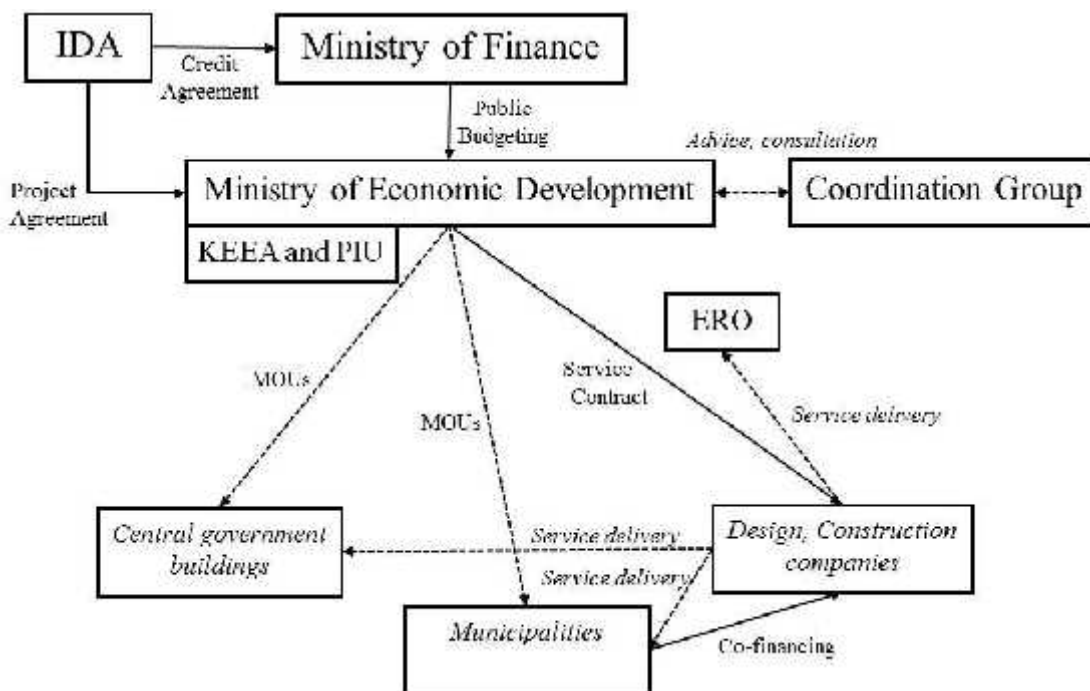 IDA
Ministry of Finance
Credit
Agreement
Public
Budgeting
Advice, consultation
Project
Agreement
Ministry of Economic Development
Coordination Group
KEEA and PIU
ERO
MOUs
Service
Contract
MOUs
Service delivery
Central government
buildings
Service delivery
Design, Construction
companies
Service delivery
Municipalities
Co-financing